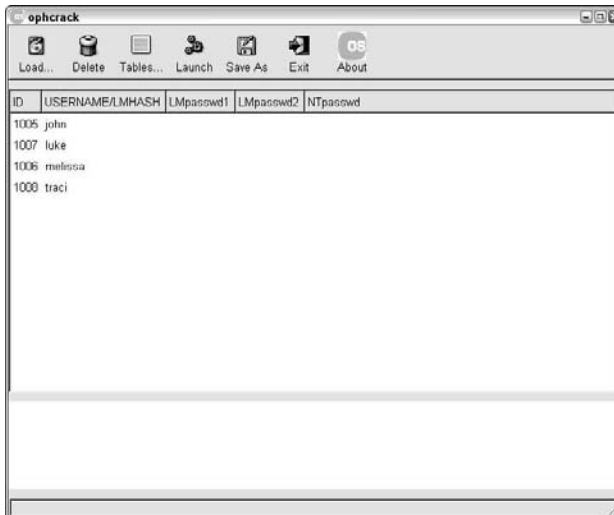 ophcrack
Load... Delete Tables... Launch Save As Exit About
OS
ID USERNAME/LMHASH LMpasswd1 LMpasswd2 NTpasswd
1005 john
1007 luke
1006 melissa
1008 traci